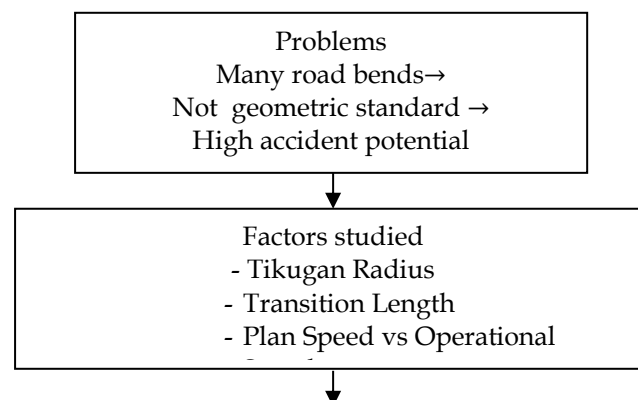 Problems
Many road bends→
Not geometric standard →
High accident potential
Factors studied
- Tikugan Radius
- Transition Length
- Plan Speed vs Operational